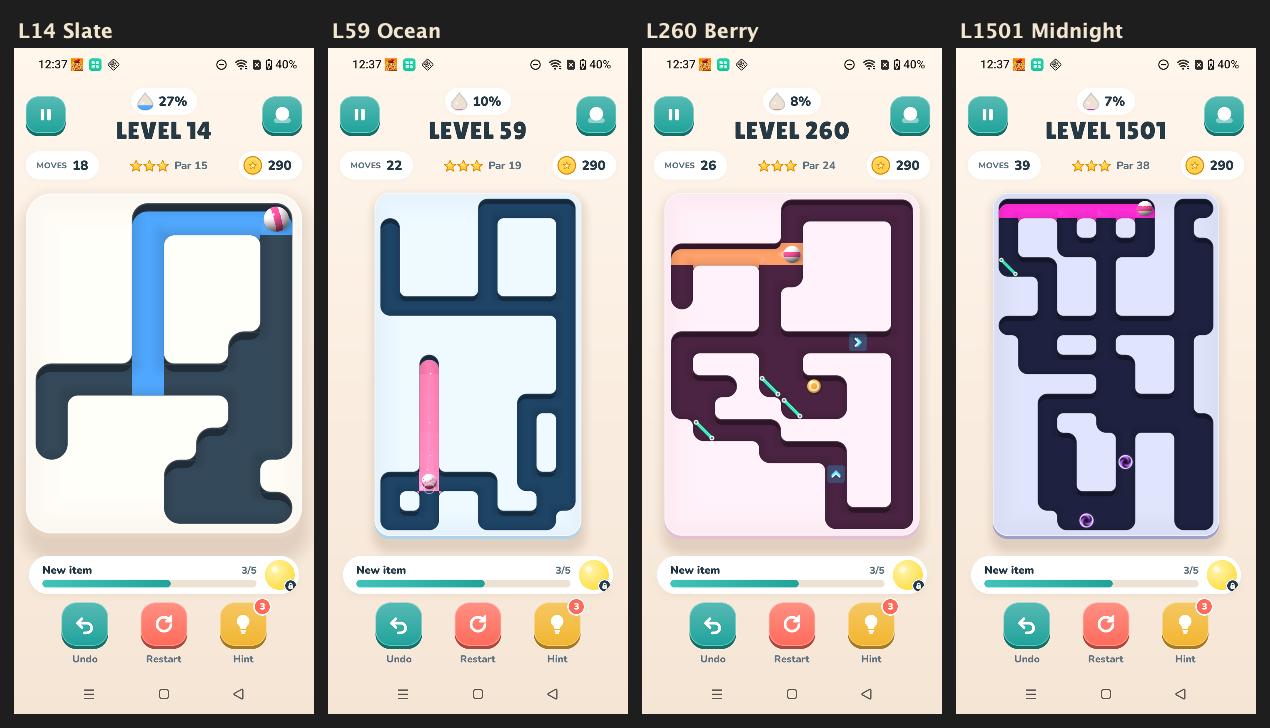 L14 Slate
12:37
40%
27%
LEVEL 14
MOVES 18
Par 15
290
New item
3/5
3
Undo
Restart
Hint
L59 Ocean
12:37
40%
10%
LEVEL 59
MOVES 22
Par 19
290
New item
3/5
3
Undo
Restart
Hint
L260 Berry
12:37
40%
8%
LEVEL 260
MOVES 26
Par 24
290
New item
3/5
3
Undo
Restart
Hint
L1501 Midnight
12:37
40%
7%
LEVEL 1501
MOVES 39
Par 38
290
New item
3/5
3
Undo
Restart
Hint